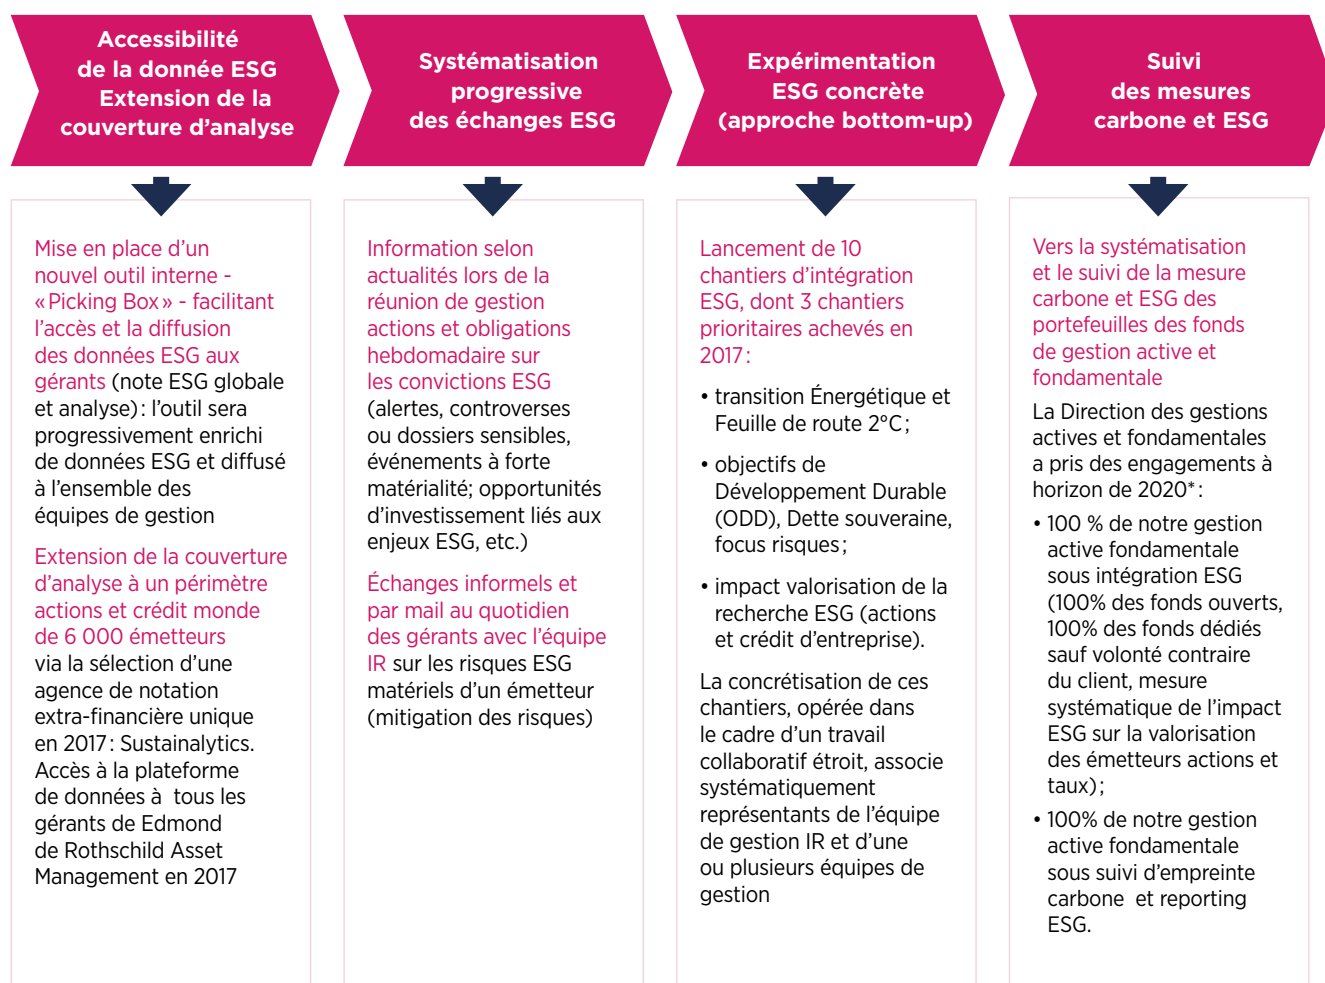 Accessibilité
de la donnée ESG
Extension de la
couverture d’analyse
Mise en place d’un
nouvel outil interne -
« Picking Box » - facilitant
l’accès et la diffusion
des données ESG aux
gérants (note ESG globale
et analyse) : l’outil sera
progressivement enrichi
de données ESG et diffusé
à l’ensemble des
équipes de gestion
Extension de la couverture
d’analyse à un périmètre
actions et crédit monde
de 6 000 émetteurs
via la sélection d’une
agence de notation
extra-financière unique
en 2017 : Sustainalytics.
Accès à la plateforme
de données à tous les
gérants de Edmond
de Rothschild Asset
Management en 2017
Systématisation
progressive
des échanges ESG
Information selon
actualités lors de la
réunion de gestion
actions et obligations
hebdomadaire sur
les convictions ESG
(alertes, controverses
ou dossiers sensibles,
événements à forte
matérialité; opportunités
d’investissement liés aux
enjeux ESG, etc.)
Échanges informels et
par mail au quotidien
des gérants avec l’équipe
IR sur les risques ESG
matériels d’un émetteur
(mitigation des risques)
Expérimentation
ESG concrète
(approche bottom-up)
Lancement de 10
chantiers d’intégration
ESG, dont 3 chantiers
prioritaires achevés en
2017 :
• transition Énergétique et
Feuille de route 2°C ;
• objectifs de
Développement Durable
(ODD), Dette souveraine,
focus risques ;
• impact valorisation de la
recherche ESG (actions
et crédit d’entreprise).
La concrétisation de ces
chantiers, opérée dans
le cadre d’un travail
collaboratif étroit, associe
systématiquement
représentants de l’équipe
de gestion IR et d’une
ou plusieurs équipes de
gestion
Suivi
des mesures
carbone et ESG
Vers la systématisation
et le suivi de la mesure
carbone et ESG des
portefeuilles des fonds
de gestion active et
fondamentale
La Direction des gestions
actives et fondamentales
a pris des engagements à
horizon de 2020* :
• 100 % de notre gestion
active fondamentale
sous intégration ESG
(100% des fonds ouverts,
100% des fonds dédiés
sauf volonté contraire
du client, mesure
systématique de l’impact
ESG sur la valorisation
des émetteurs actions et
taux) ;
• 100% de notre gestion
active fondamentale
sous suivi d’empreinte
carbone et reporting
ESG.